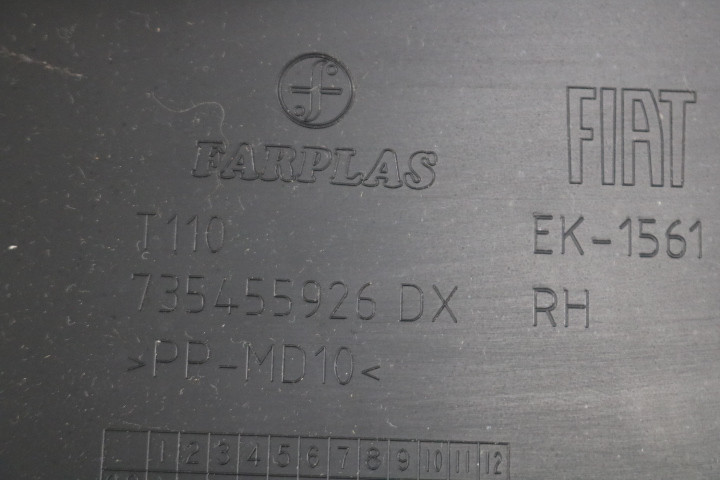 FARPLAS
FIAT
T110
EK-1561
735455926 DX
RH
>PP-MD10<
1 2 3 4 5 6 7 8 9 10 11 12